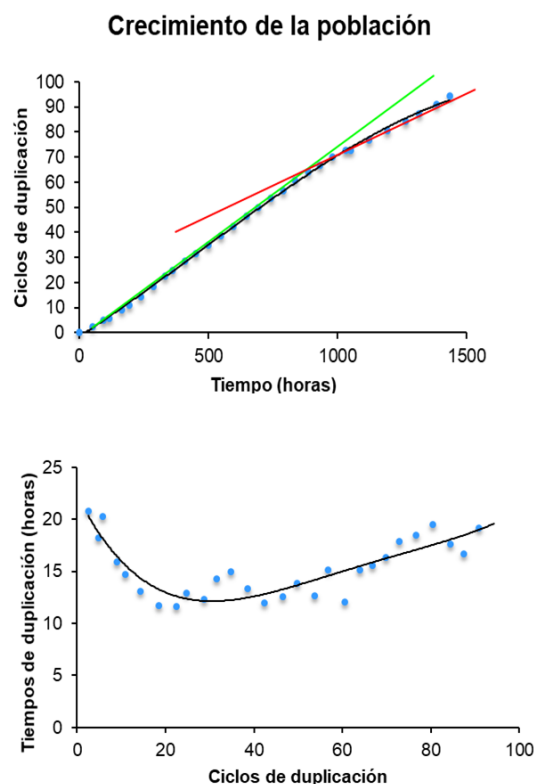 Crecimiento de la población
Ciclos de duplicación
100
90
80
70
60
50
40
30
20
10
0
0 500 1000 1500
Tiempo (horas)
Tiempos de duplicación (horas)
25
20
15
10
5
0
0 20 40 60 80 100
Ciclos de duplicación